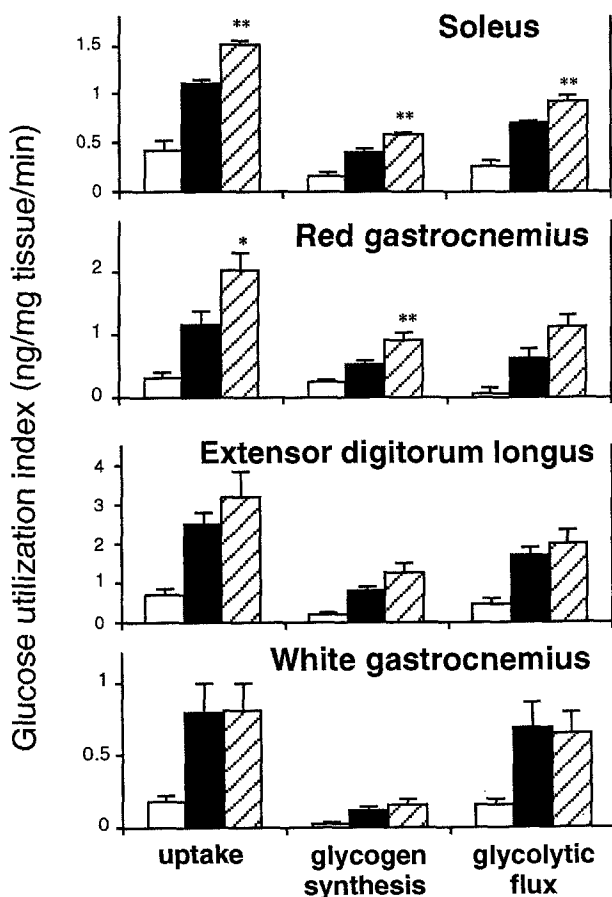 Glucose utilization index (ng/mg tissue/min)
Soleus
1.5
1
0.5
0
**
**
**
Red gastrocnemius
2
1
0
*
**
Extensor digitorum longus
4
3
2
1
0
White gastrocnemius
1
0.5
0
uptake
glycogen
synthesis
glycolytic
flux